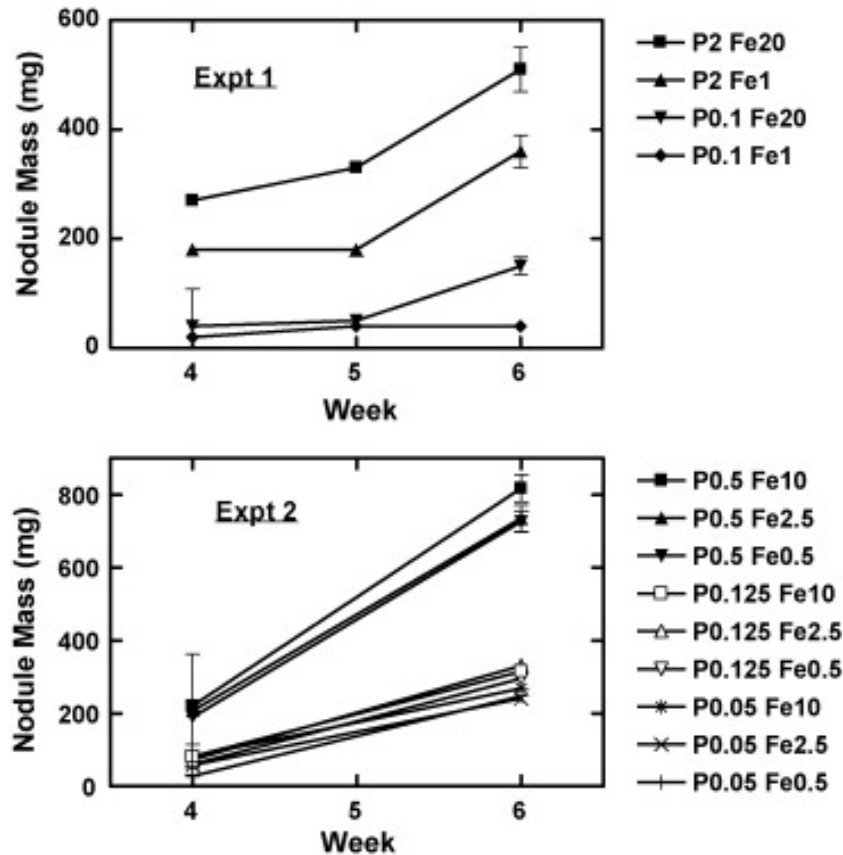 600
400
200
0
Nodule Mass (mg)
Expt 1
4 5 6
Week
P2 Fe20
P2 Fe1
P0.1 Fe20
P0.1 Fe1
800
600
400
200
0
Nodule Mass (mg)
Expt 2
4 5 6
Week
P0.5 Fe10
P0.5 Fe2.5
P0.5 Fe0.5
P0.125 Fe10
P0.125 Fe2.5
P0.125 Fe0.5
P0.05 Fe10
P0.05 Fe2.5
P0.05 Fe0.5